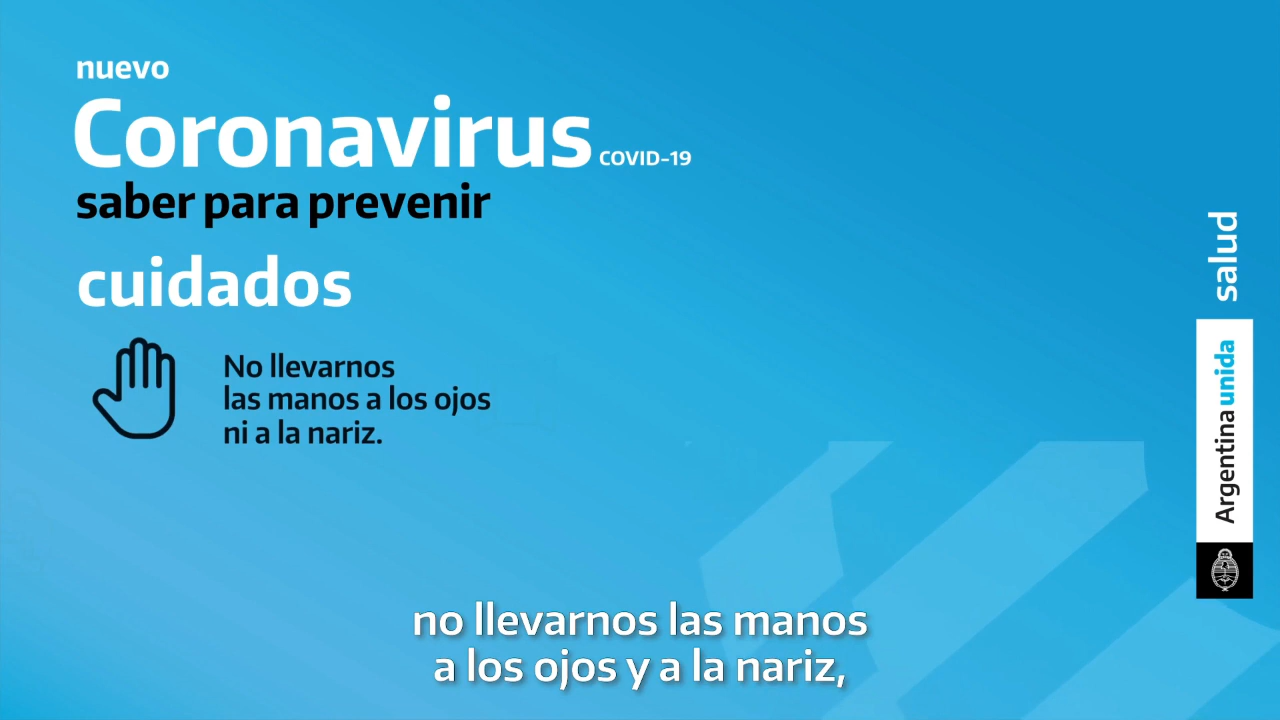 nuevo
Coronavirus COVID-19
saber para prevenir
cuidados
No llevarnos
las manos a los ojos
ni a la nariz.
salud
Argentina unida
no llevarnos las manos
a los ojos y a la nariz,